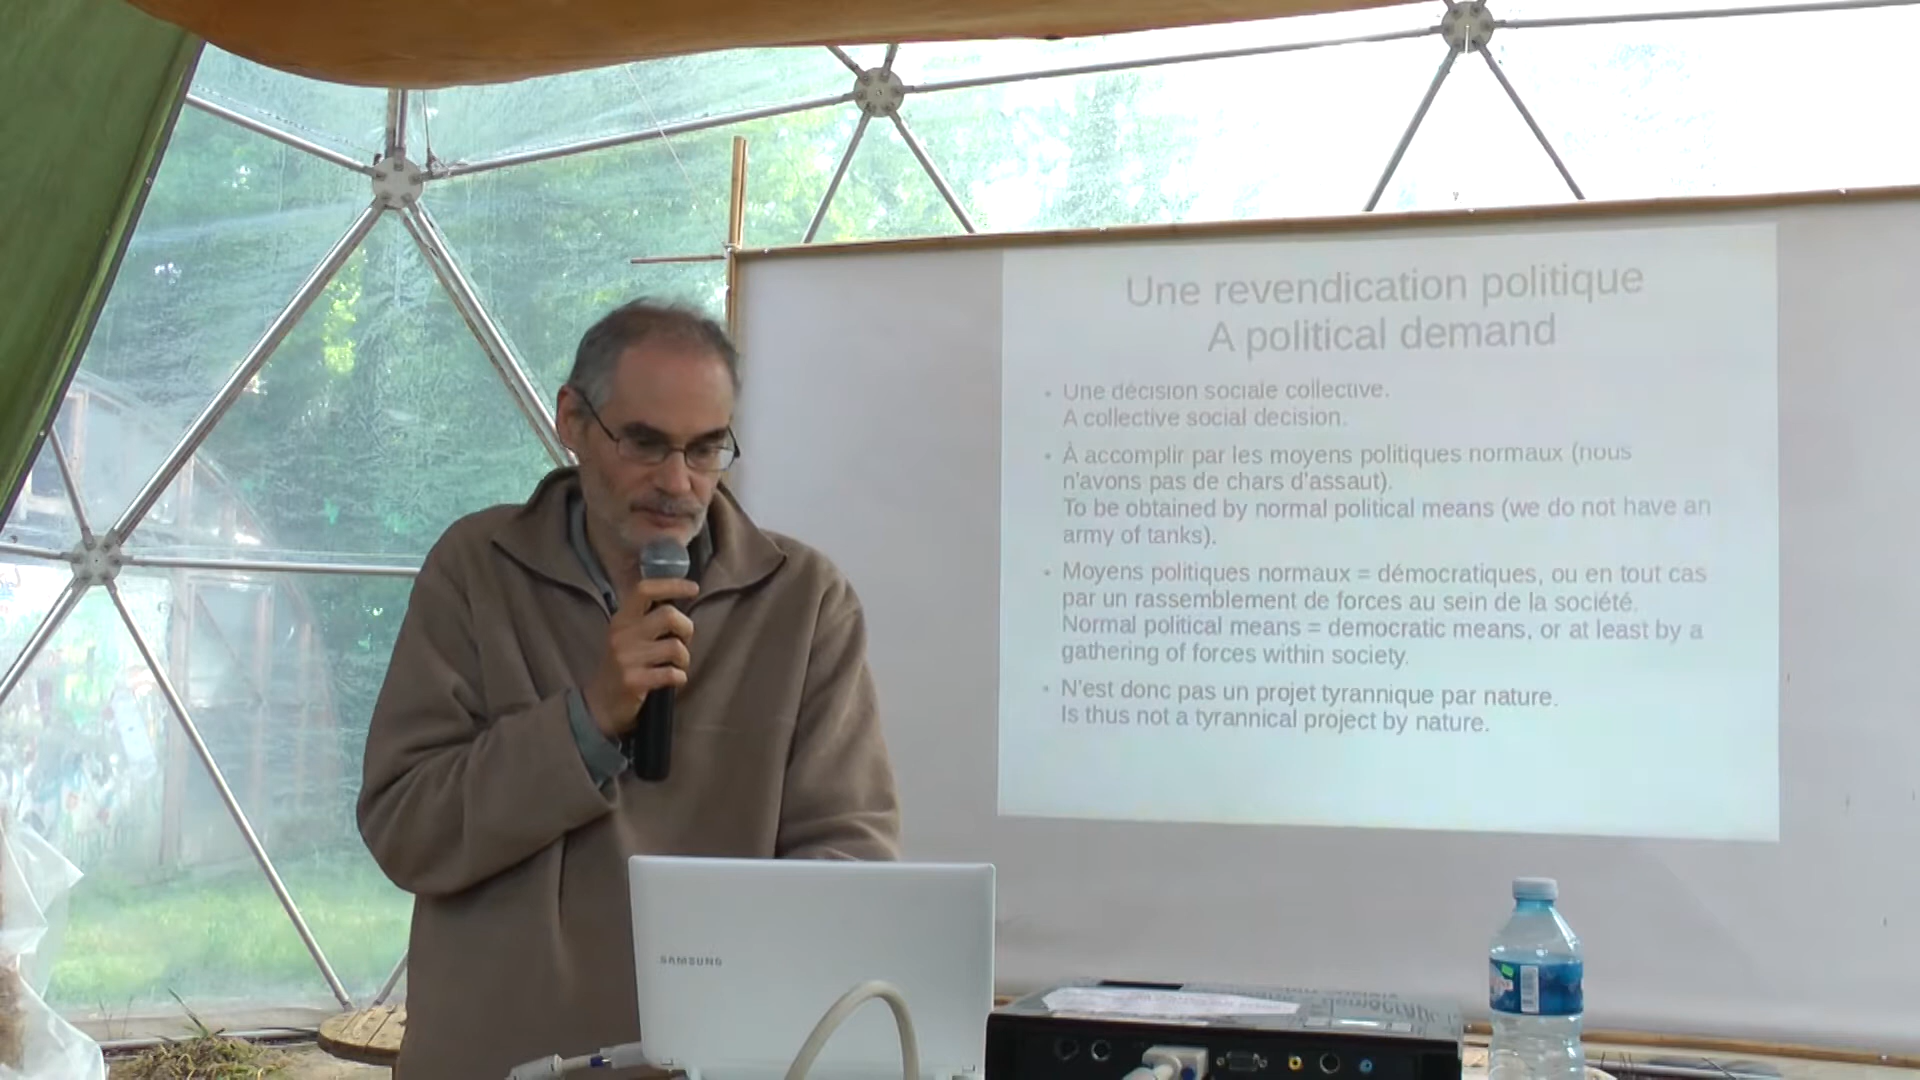 Une revendication politique
A political demand
• Une décision sociale collective.
A collective social decision.
• À accomplir par les moyens politiques normaux (nous
n'avons pas de chars d'assaut).
To be obtained by normal political means (we do not have an
army of tanks).
• Moyens politiques normaux = démocratiques, ou en tout cas
par un rassemblement de forces au sein de la société.
Normal political means = democratic means, or at least by a
gathering of forces within society.
• N'est donc pas un projet tyrannique par nature.
Is thus not a tyrannical project by nature.
SAMSUNG